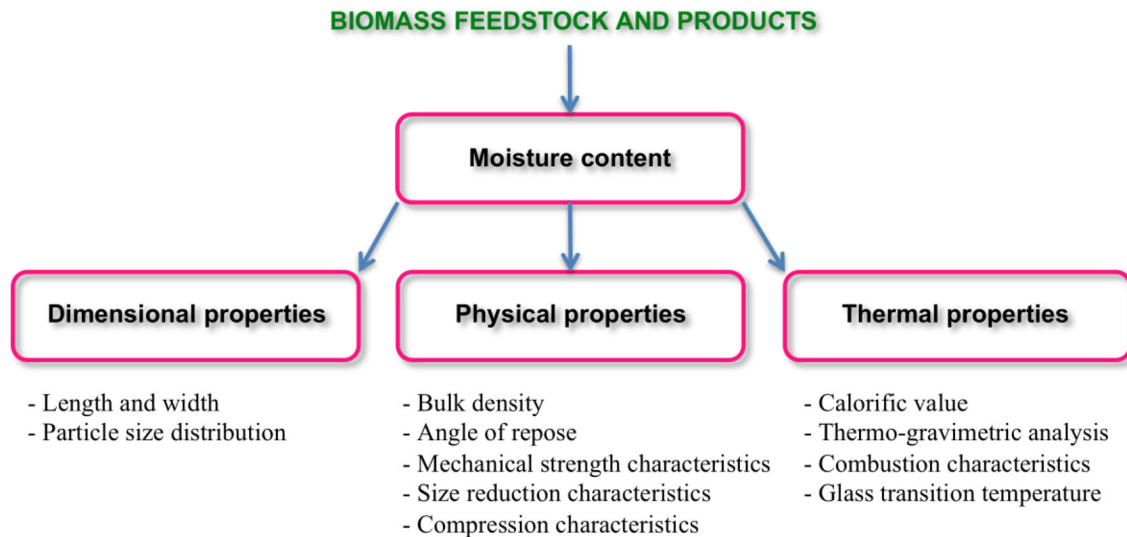 BIOMASS FEEDSTOCK AND PRODUCTS
Moisture content
Dimensional properties
- Length and width
- Particle size distribution
Physical properties
- Bulk density
- Angle of repose
- Mechanical strength characteristics
- Size reduction characteristics
- Compression characteristics
Thermal properties
- Calorific value
- Thermo-gravimetric analysis
- Combustion characteristics
- Glass transition temperature